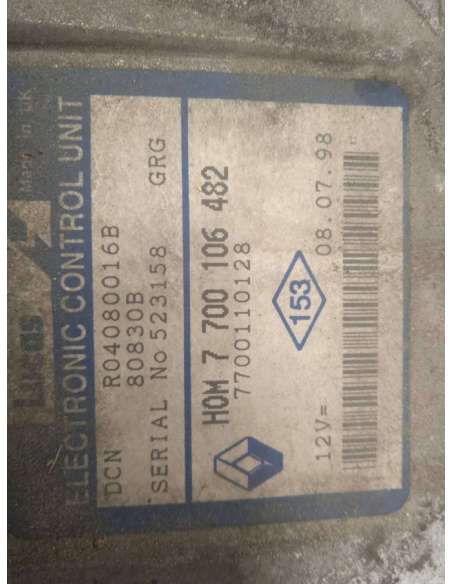 Lucas
Made in UK
ELECTRONIC CONTROL UNIT
DCN R04080016B
80830B
SERIAL No 523158 GRG
HOM 7 700 106 482
7700110128
153
12V= 08.07.98